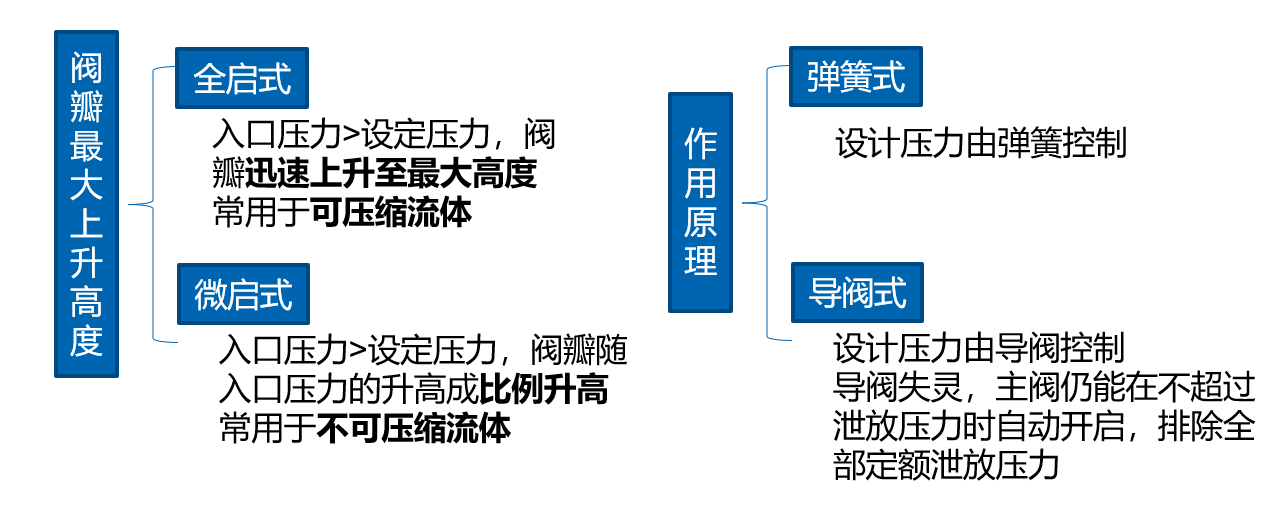 阀瓣最大上升高度
全启式
入口压力>设定压力，阀
瓣迅速上升至最大高度
常用于可压缩流体
微启式
入口压力>设定压力，阀瓣随
入口压力的升高成比例升高
常用于不可压缩流体
作用原理
弹簧式
设计压力由弹簧控制
导阀式
设计压力由导阀控制
导阀失灵，主阀仍能在不超过
泄放压力时自动开启，排除全
部定额泄放压力